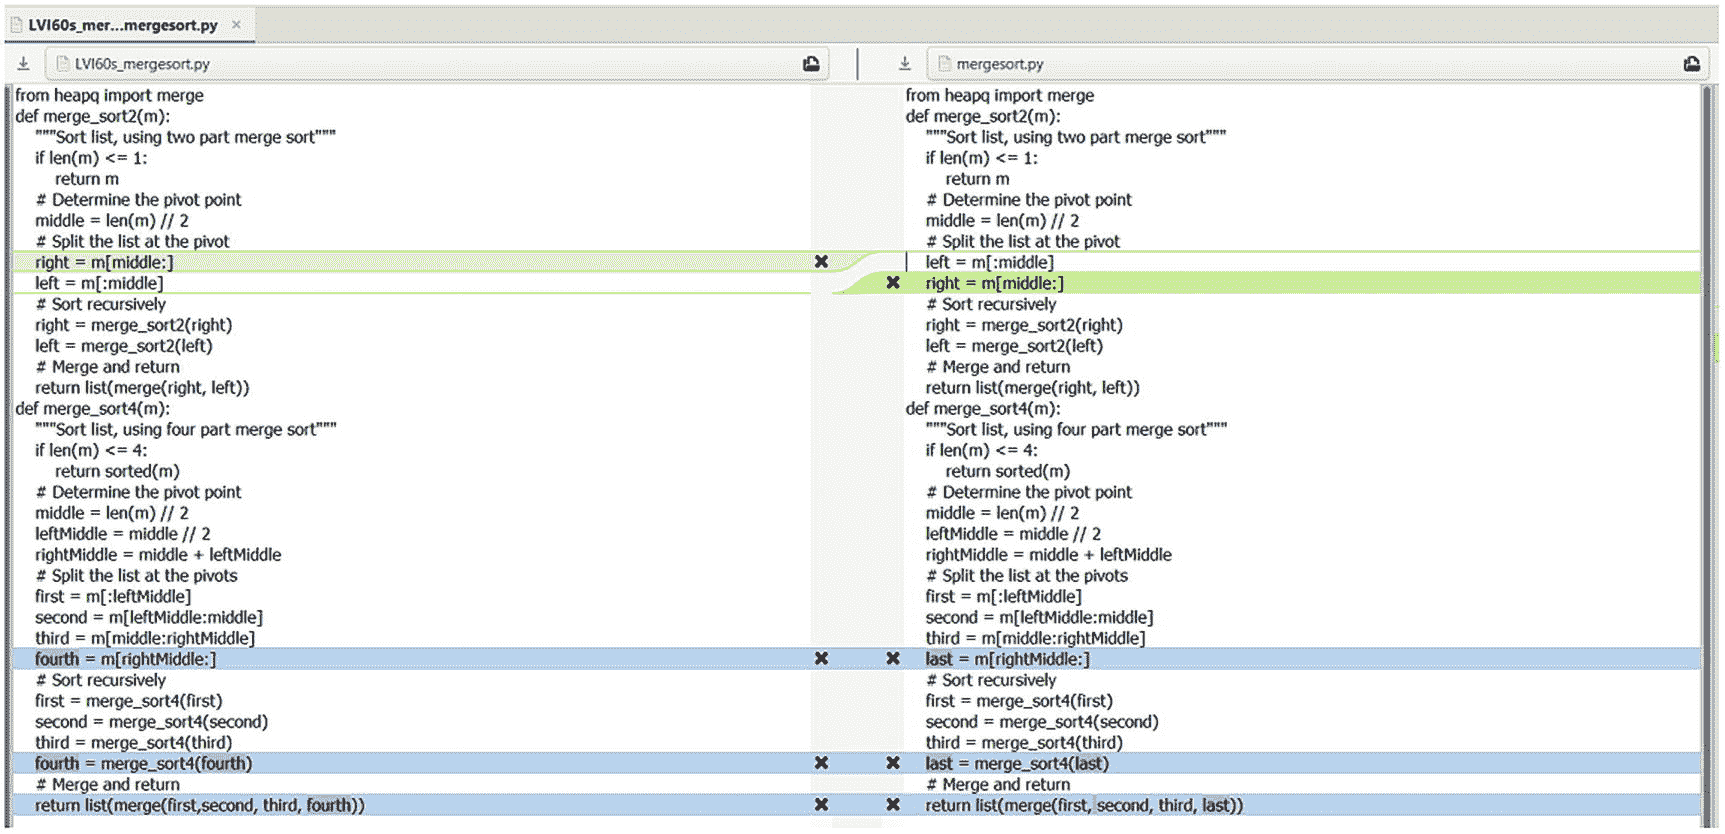 LVI60s_mer...mergesort.py ×
LVI60s_mergesort.py
from heapq import merge
def merge_sort2(m):
    """Sort list, using two part merge sort"""
    if len(m) <= 1:
        return m
    # Determine the pivot point
    middle = len(m) // 2
    # Split the list at the pivot
    right = m[middle:]
    left = m[:middle]
    # Sort recursively
    right = merge_sort2(right)
    left = merge_sort2(left)
    # Merge and return
    return list(merge(right, left))
def merge_sort4(m):
    """Sort list, using four part merge sort"""
    if len(m) <= 4:
        return sorted(m)
    # Determine the pivot point
    middle = len(m) // 2
    leftMiddle = middle // 2
    rightMiddle = middle + leftMiddle
    # Split the list at the pivots
    first = m[:leftMiddle]
    second = m[leftMiddle:middle]
    third = m[middle:rightMiddle]
    fourth = m[rightMiddle:]
    # Sort recursively
    first = merge_sort4(first)
    second = merge_sort4(second)
    third = merge_sort4(third)
    fourth = merge_sort4(fourth)
    # Merge and return
    return list(merge(first,second, third, fourth))
mergesort.py
from heapq import merge
def merge_sort2(m):
    """Sort list, using two part merge sort"""
    if len(m) <= 1:
        return m
    # Determine the pivot point
    middle = len(m) // 2
    # Split the list at the pivot
    left = m[:middle]
    right = m[middle:]
    # Sort recursively
    right = merge_sort2(right)
    left = merge_sort2(left)
    # Merge and return
    return list(merge(right, left))
def merge_sort4(m):
    """Sort list, using four part merge sort"""
    if len(m) <= 4:
        return sorted(m)
    # Determine the pivot point
    middle = len(m) // 2
    leftMiddle = middle // 2
    rightMiddle = middle + leftMiddle
    # Split the list at the pivots
    first = m[:leftMiddle]
    second = m[leftMiddle:middle]
    third = m[middle:rightMiddle]
    last = m[rightMiddle:]
    # Sort recursively
    first = merge_sort4(first)
    second = merge_sort4(second)
    third = merge_sort4(third)
    last = merge_sort4(last)
    # Merge and return
    return list(merge(first, second, third, last))